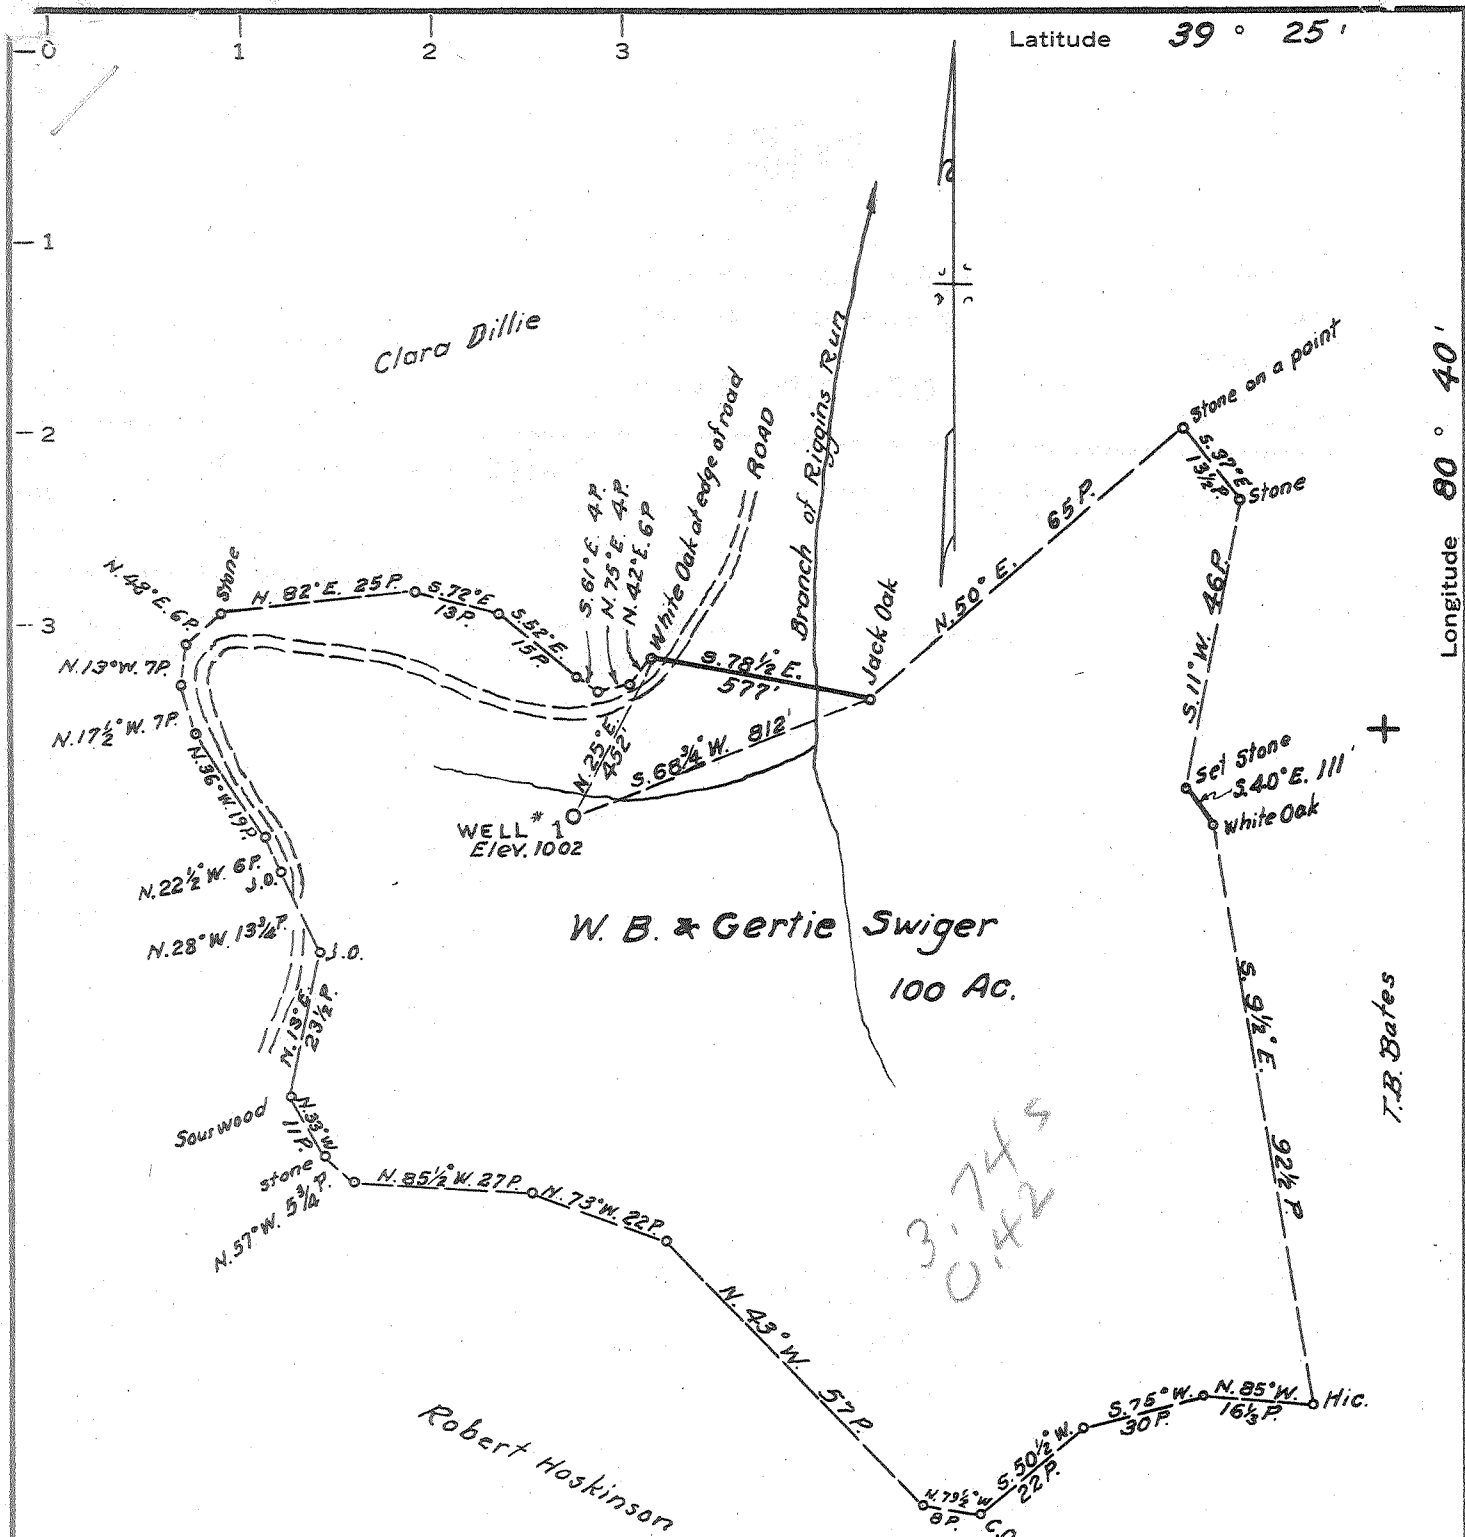 0
1
2
3
Latitude 39 ° 25 '
1
2
3
Longitude 80 ° 40 '
Clara Dillie
Branch of Riggins Run
ROAD
White Oak at edge of road
N. 42° E. 6P
N. 75° E. 4P.
S. 61° E. 4P.
S. 52° E.
15P.
S. 72° E
13P.
N. 82° E. 25P.
Stone
N. 48° E. 6P.
N. 13° W. 7P.
N. 17½° W. 7P.
N. 36° W. 19P.
N. 22½° W. 6P.
J.O.
N. 28° W. 13¾P.
J.O.
N. 13° E.
23½P.
Sourwood
N. 33° W.
11P.
Stone
N. 57° W. 5¾P.
N. 85½° W. 27P.
N. 73° W. 22P.
N. 43° W. 57P.
N. 79½° W
8P.
C.O.
S. 50½° W.
22P.
S. 75° W.
30P.
N. 85° W.
16⅓P.
Hic.
S. 9½° E. 92½P.
White Oak
S. 40° E. 111'
Set Stone
S. 11° W. 46P.
Stone
S. 37° E.
13½P.
Stone on a point
N. 50° E. 65P.
Jack Oak
S. 78½° E.
577'
S. 68¾° W. 812'
N. 25° E.
452'
WELL #1
Elev. 1002
W. B. & Gertie Swiger
100 Ac.
T.B. Bates
Robert Hoskinson
3.74 s
0.42